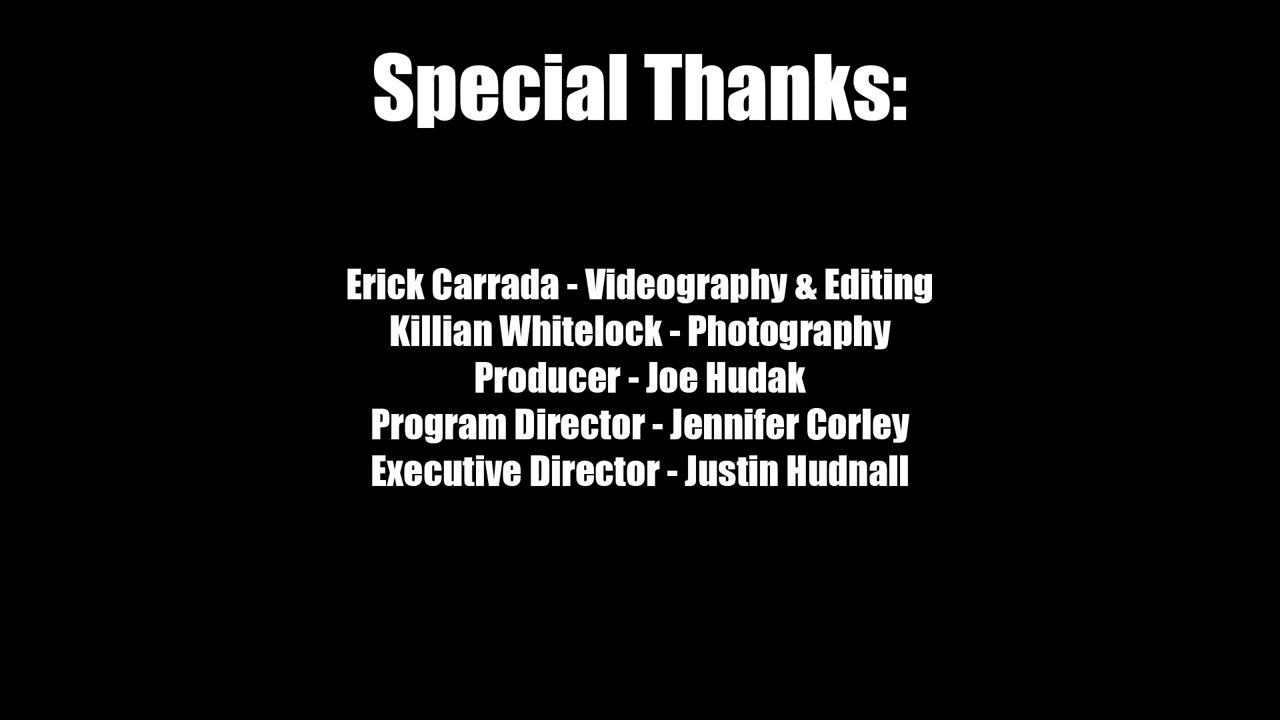 Special Thanks:
Erick Carrada - Videography & Editing
Killian Whitelock - Photography
Producer - Joe Hudak
Program Director - Jennifer Corley
Executive Director - Justin Hudnall